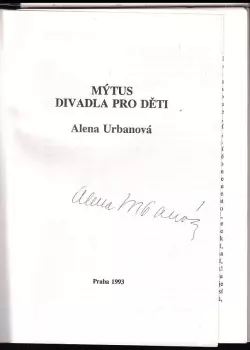 MÝTUS
DIVADLA PRO DĚTI
Alena Urbanová
Alena Urbanová
Praha 1993